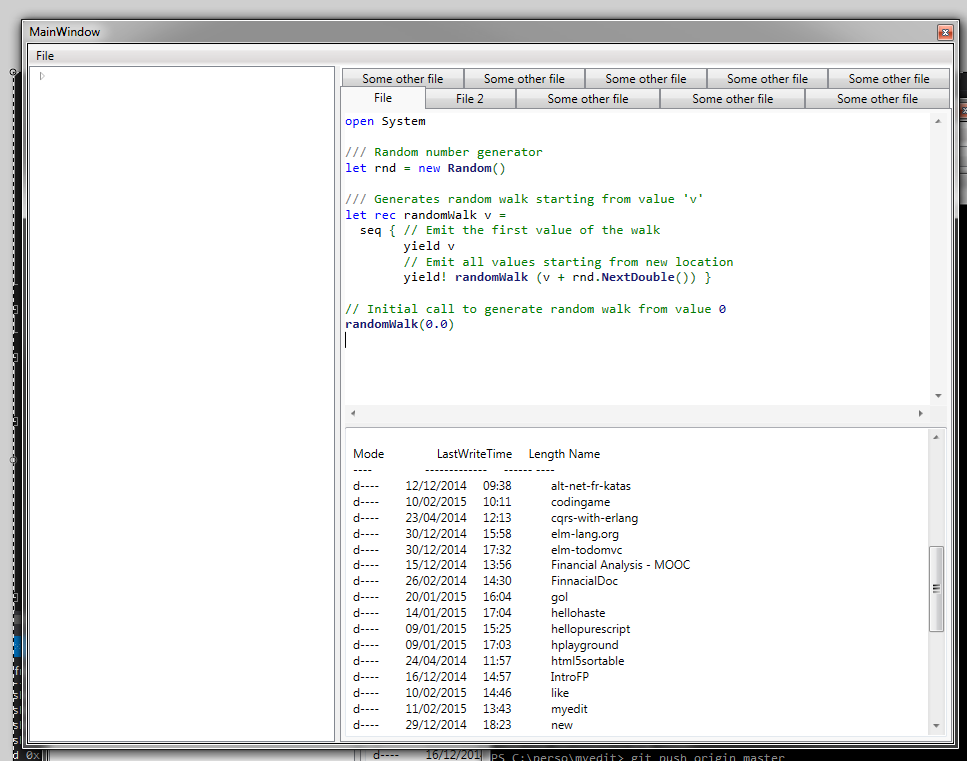 MainWindow
File
Some other file Some other file Some other file Some other file Some other file
File File 2 Some other file Some other file Some other file
open System
/// Random number generator
let rnd = new Random()
/// Generates random walk starting from value 'v'
let rec randomWalk v =
seq { // Emit the first value of the walk
yield v
// Emit all values starting from new location
yield! randomWalk (v + rnd.NextDouble()) }
// Initial call to generate random walk from value 0
randomWalk(0.0)
Mode LastWriteTime Length Name
---- ------------- ------ ----
d---- 12/12/2014 09:38 alt-net-fr-katas
d---- 10/02/2015 10:11 codingame
d---- 23/04/2014 12:13 cqrs-with-erlang
d---- 30/12/2014 15:58 elm-lang.org
d---- 30/12/2014 17:32 elm-todomvc
d---- 15/12/2014 13:56 Financial Analysis - MOOC
d---- 26/02/2014 14:30 FinnacialDoc
d---- 20/01/2015 16:04 gol
d---- 14/01/2015 17:04 hellohaste
d---- 09/01/2015 15:25 hellopurescript
d---- 09/01/2015 17:03 hplayground
d---- 24/04/2014 11:57 html5sortable
d---- 16/12/2014 14:57 IntroFP
d---- 10/02/2015 14:46 like
d---- 11/02/2015 13:43 myedit
d---- 29/12/2014 18:23 new
d 0x d---- 16/12/201 PS C:\perso\myedit> git push origin master